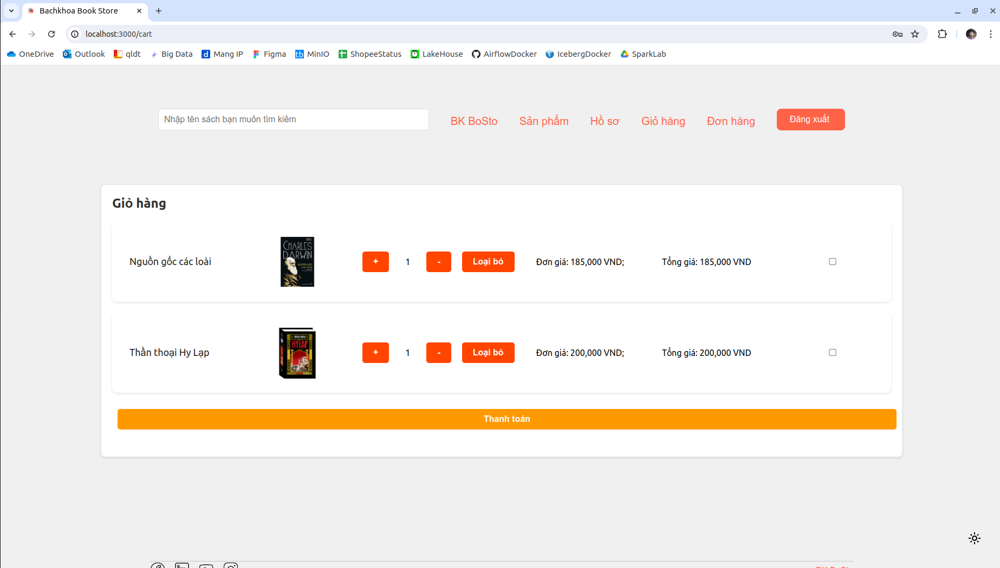 Bachkhoa Book Store
localhost:3000/cart
OneDrive Outlook qldt Big Data Mang IP Figma MinIO ShopeeStatus LakeHouse AirflowDocker IcebergDocker SparkLab
Nhập tên sách bạn muốn tìm kiếm BK BoSto Sản phẩm Hồ sơ Giỏ hàng Đơn hàng Đăng xuất
Giỏ hàng
CHARLES
DARWIN
NGUỒN GỐC
CÁC LOÀI
Nguồn gốc các loài + 1 - Loại bỏ Đơn giá: 185,000 VND; Tổng giá: 185,000 VND
THẦN THOẠI
HY LẠP
Thần thoại Hy Lạp + 1 - Loại bỏ Đơn giá: 200,000 VND; Tổng giá: 200,000 VND
Thanh toán